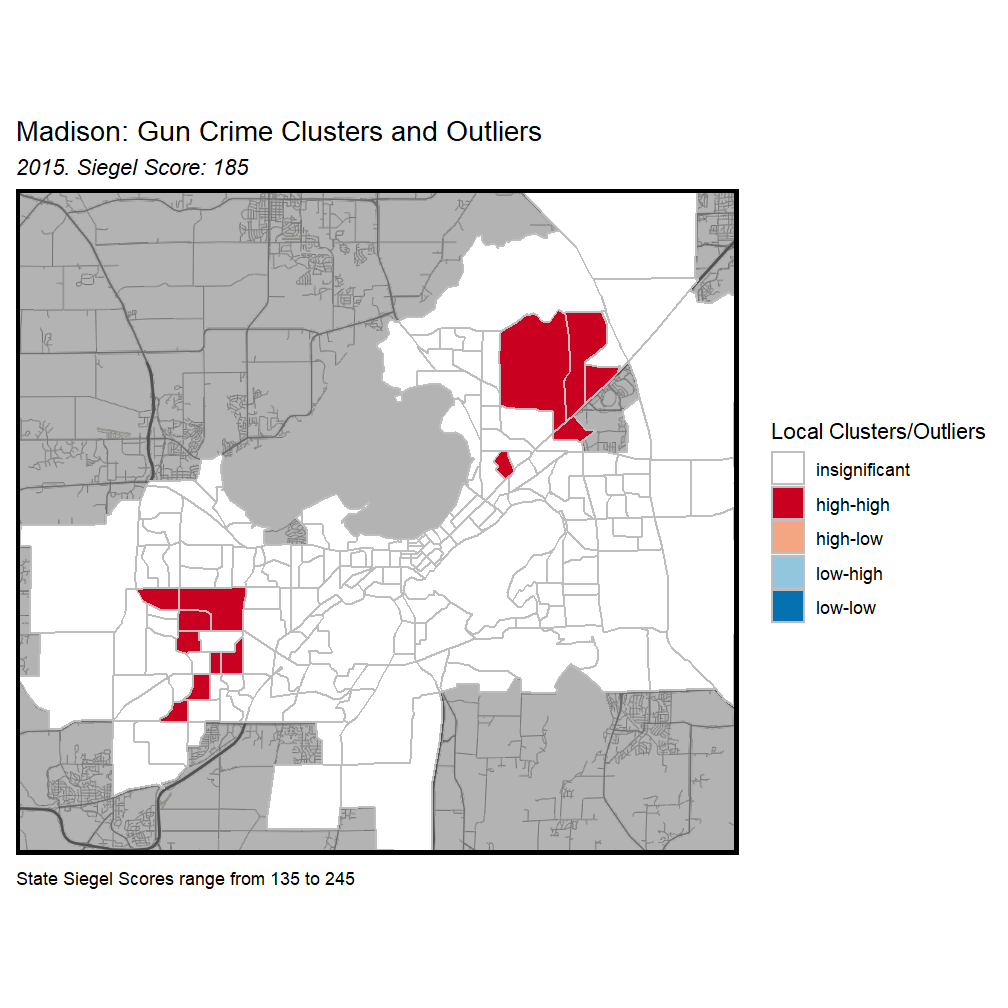 Madison: Gun Crime Clusters and Outliers
2015. Siegel Score: 185
Local Clusters/Outliers
insignificant
high-high
high-low
low-high
low-low
State Siegel Scores range from 135 to 245